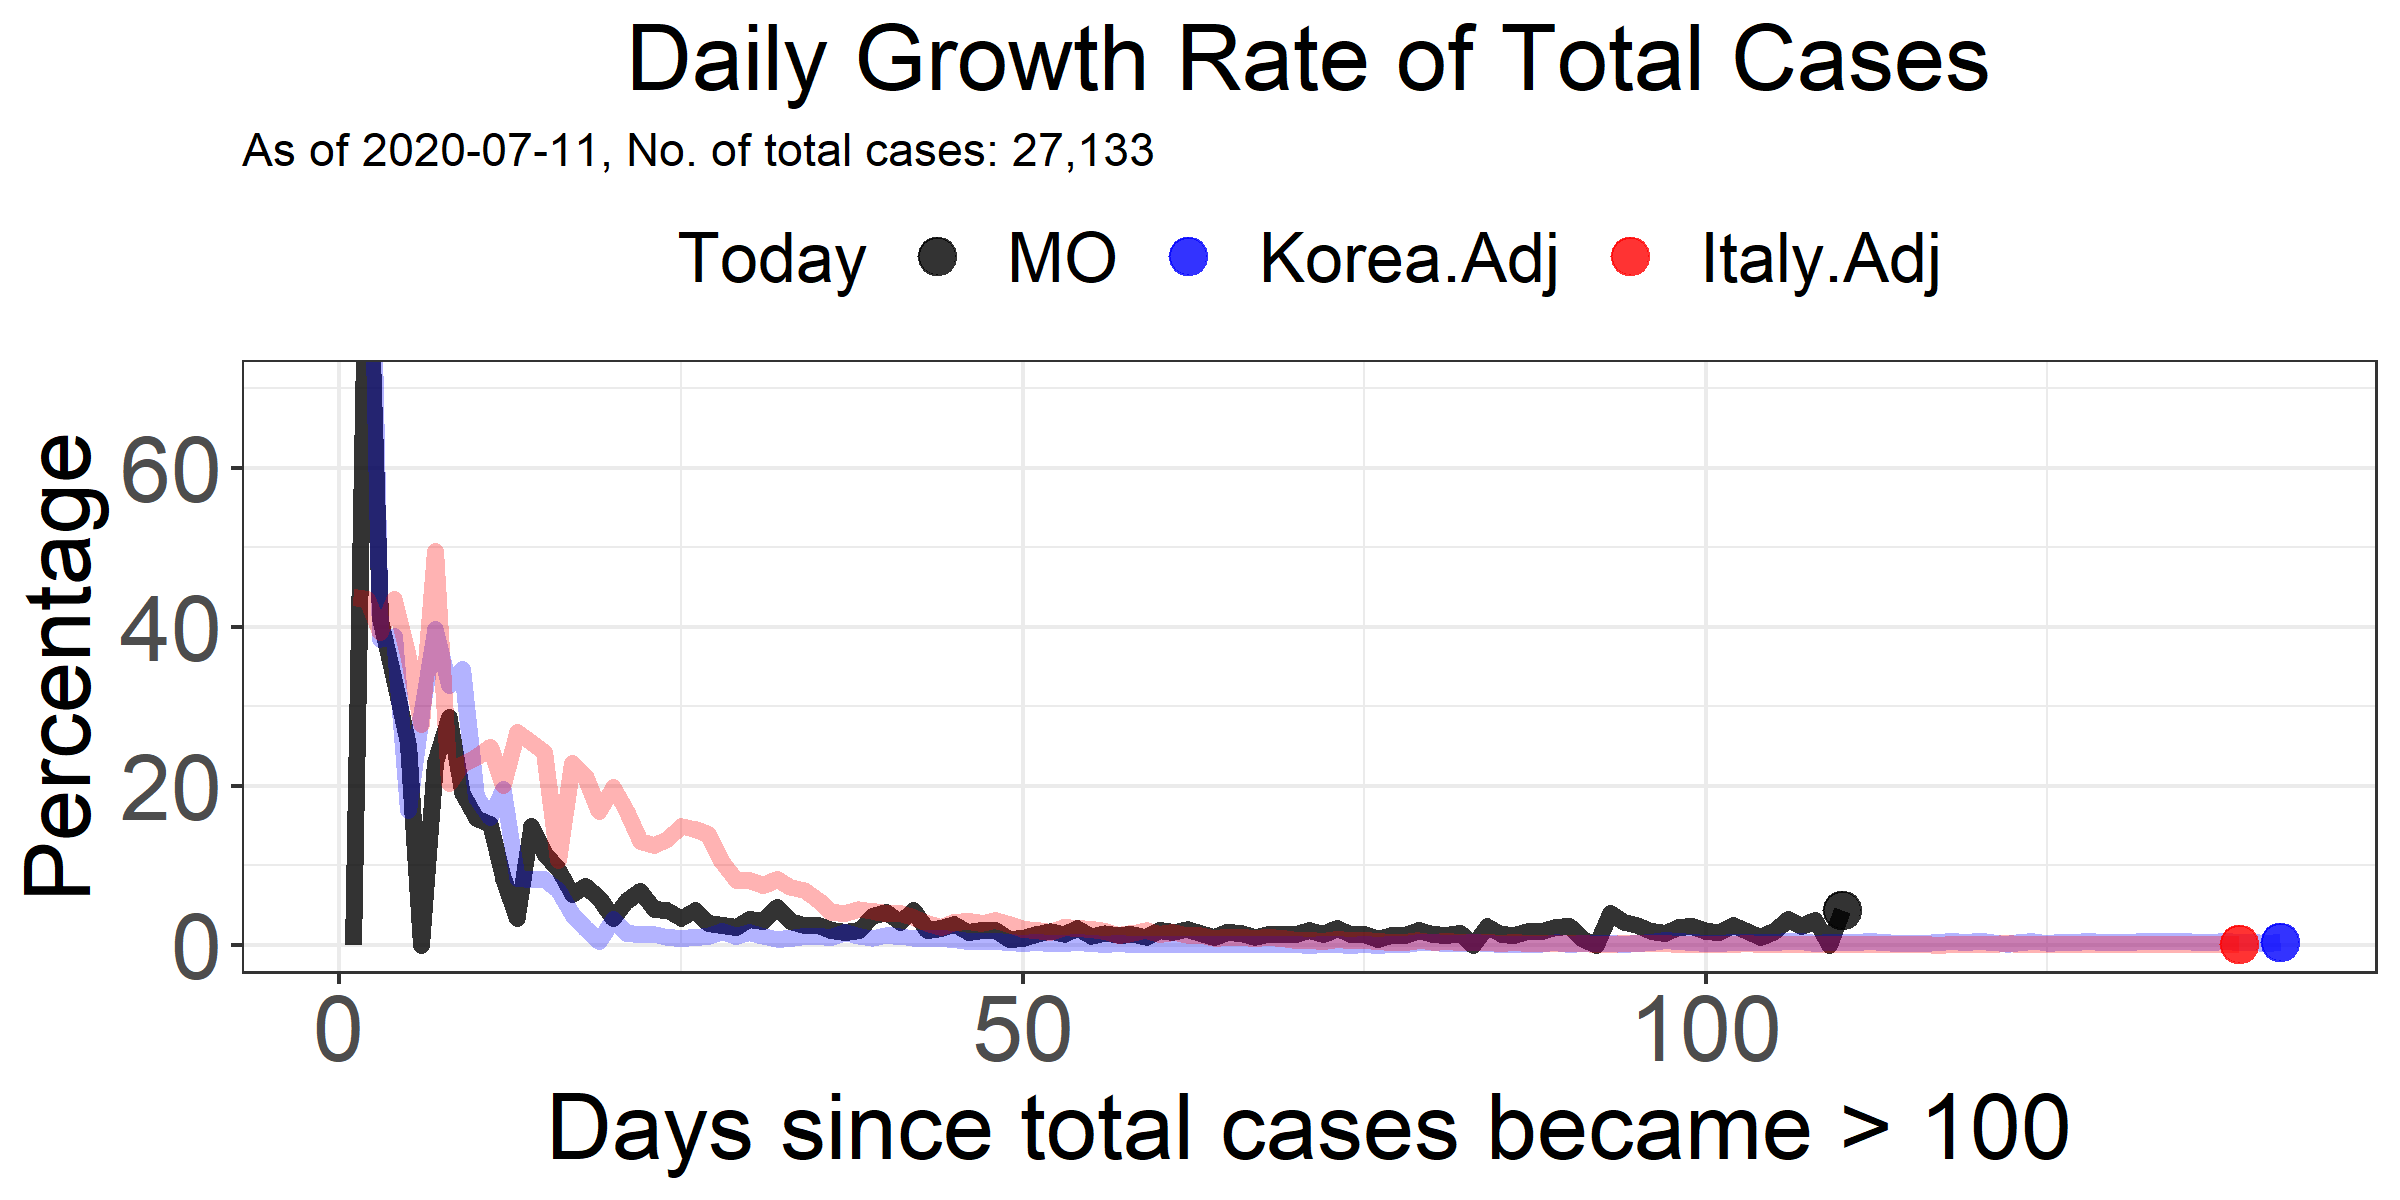 Daily Growth Rate of Total Cases
As of 2020-07-11, No. of total cases: 27,133
Today MO Korea.Adj Italy.Adj
Percentage
60
40
20
0
0 50 100
Days since total cases became > 100